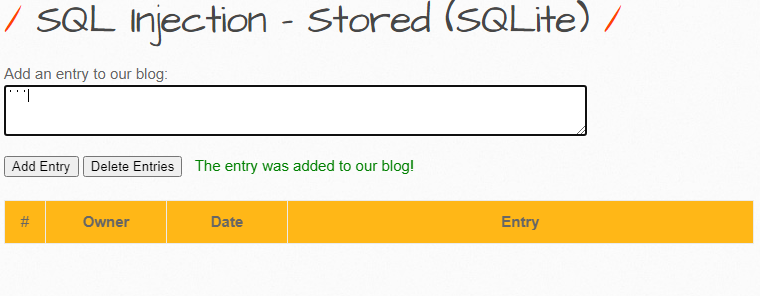 / SQL Injection - Stored (SQLite) /
Add an entry to our blog:
'''
Add Entry Delete Entries The entry was added to our blog!
# Owner Date Entry